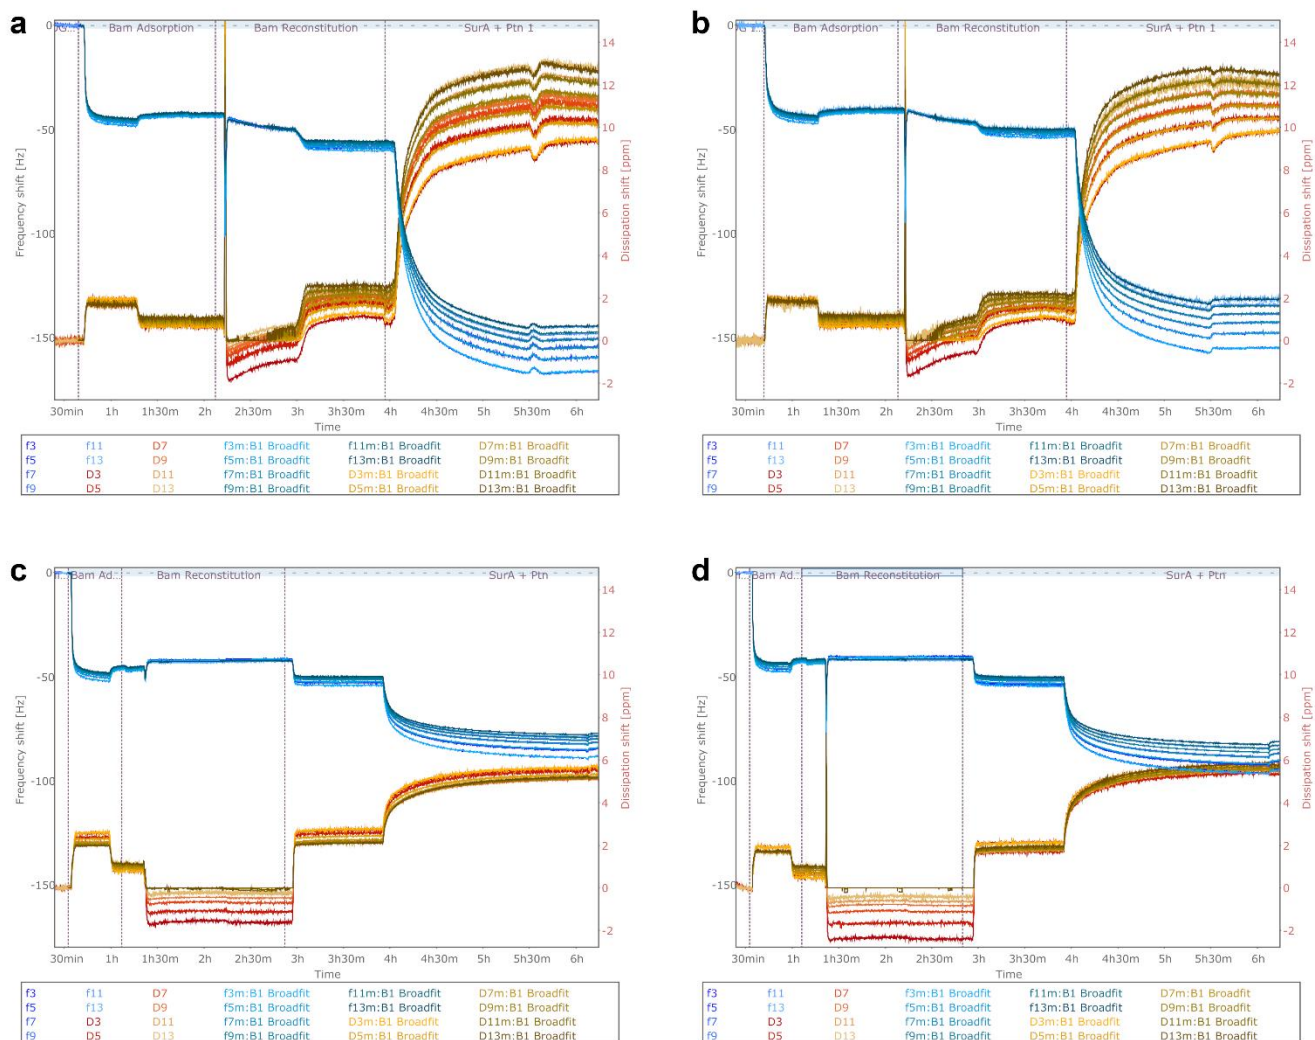 a
/G... Bam Adsorption Bam Reconstitution SurA + Ptn 1
0
-50
-100
-150
Frequency shift [Hz]
14
12
10
8
6
4
2
0
-2
Dissipation shift [ppm]
30min 1h 1h30m 2h 2h30m 3h 3h30m 4h 4h30m 5h 5h30m 6h
Time
f3 f11 D7 f3m:B1 Broadfit f11m:B1 Broadfit D7m:B1 Broadfit
f5 f13 D9 f5m:B1 Broadfit f13m:B1 Broadfit D9m:B1 Broadfit
f7 D3 D11 f7m:B1 Broadfit D3m:B1 Broadfit D11m:B1 Broadfit
f9 D5 D13 f9m:B1 Broadfit D5m:B1 Broadfit D13m:B1 Broadfit
b
Bam Adsorption Bam Reconstitution SurA + Ptn 1
0
-50
-100
-150
Frequency shift [Hz]
14
12
10
8
6
4
2
0
-2
Dissipation shift [ppm]
30min 1h 1h30m 2h 2h30m 3h 3h30m 4h 4h30m 5h 5h30m 6h
Time
f3 f11 D7 f3m:B1 Broadfit f11m:B1 Broadfit D7m:B1 Broadfit
f5 f13 D9 f5m:B1 Broadfit f13m:B1 Broadfit D9m:B1 Broadfit
f7 D3 D11 f7m:B1 Broadfit D3m:B1 Broadfit D11m:B1 Broadfit
f9 D5 D13 f9m:B1 Broadfit D5m:B1 Broadfit D13m:B1 Broadfit
c
Bam Ad... Bam Reconstitution SurA + Ptn
0
-50
-100
-150
Frequency shift [Hz]
14
12
10
8
6
4
2
0
-2
Dissipation shift [ppm]
30min 1h 1h30m 2h 2h30m 3h 3h30m 4h 4h30m 5h 5h30m 6h
Time
f3 f11 D7 f3m:B1 Broadfit f11m:B1 Broadfit D7m:B1 Broadfit
f5 f13 D9 f5m:B1 Broadfit f13m:B1 Broadfit D9m:B1 Broadfit
f7 D3 D11 f7m:B1 Broadfit D3m:B1 Broadfit D11m:B1 Broadfit
f9 D5 D13 f9m:B1 Broadfit D5m:B1 Broadfit D13m:B1 Broadfit
d
Bam Ad... Bam Reconstitution SurA + Ptn
0
-50
-100
-150
Frequency shift [Hz]
14
12
10
8
6
4
2
0
-2
Dissipation shift [ppm]
30min 1h 1h30m 2h 2h30m 3h 3h30m 4h 4h30m 5h 5h30m 6h
Time
f3 f11 D7 f3m:B1 Broadfit f11m:B1 Broadfit D7m:B1 Broadfit
f5 f13 D9 f5m:B1 Broadfit f13m:B1 Broadfit D9m:B1 Broadfit
f7 D3 D11 f7m:B1 Broadfit D3m:B1 Broadfit D11m:B1 Broadfit
f9 D5 D13 f9m:B1 Broadfit D5m:B1 Broadfit D13m:B1 Broadfit